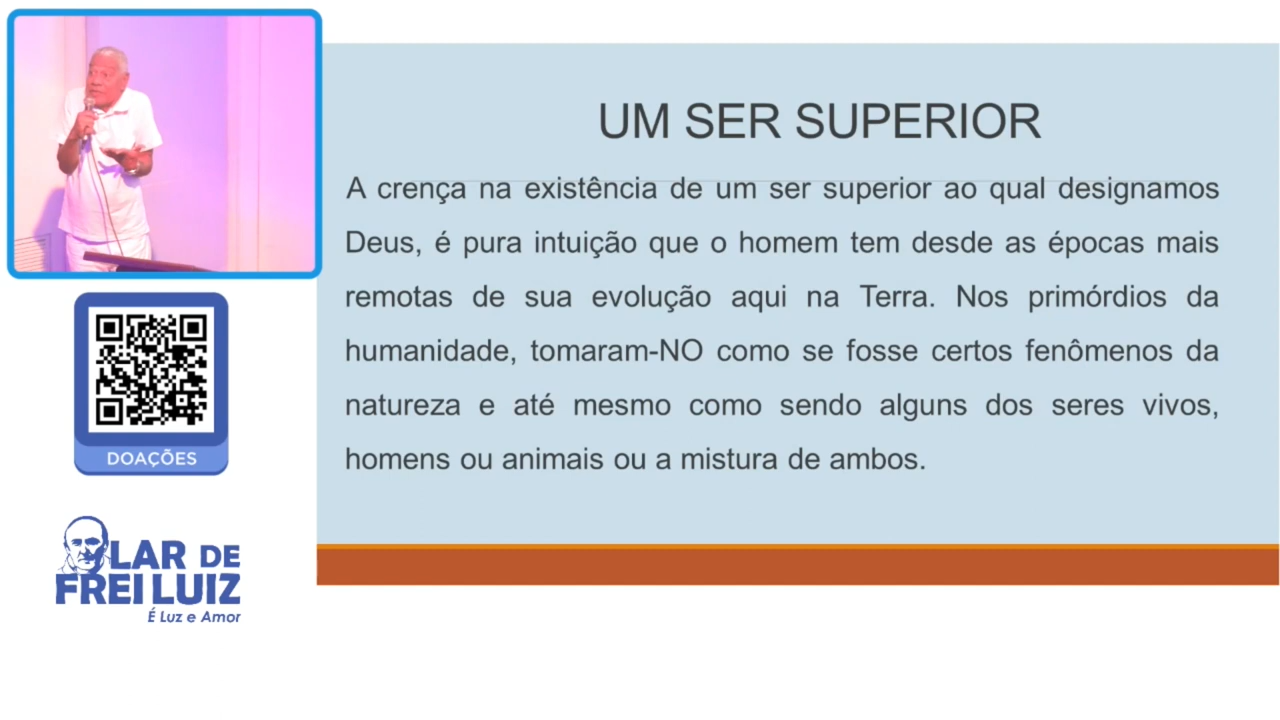 UM SER SUPERIOR
A crença na existência de um ser superior ao qual designamos
Deus, é pura intuição que o homem tem desde as épocas mais
remotas de sua evolução aqui na Terra. Nos primórdios da
humanidade, tomaram-NO como se fosse certos fenômenos da
natureza e até mesmo como sendo alguns dos seres vivos,
homens ou animais ou a mistura de ambos.
DOAÇÕES
LAR DE
FREI LUIZ
É Luz e Amor